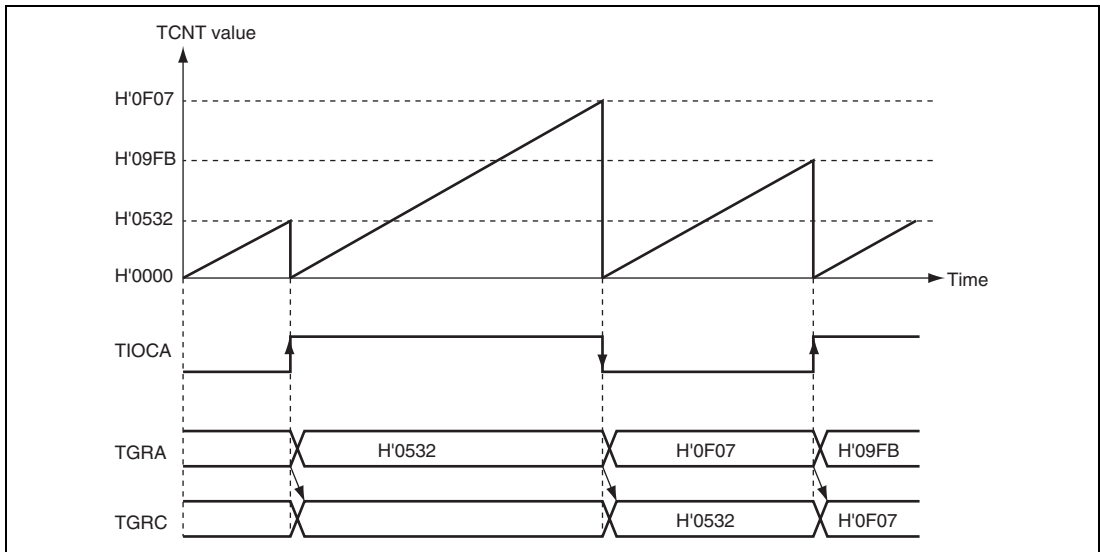 TCNT value
H'0F07
H'09FB
H'0532
H'0000
Time
TIOCA
TGRA
H'0532
H'0F07
H'09FB
TGRC
H'0532
H'0F07